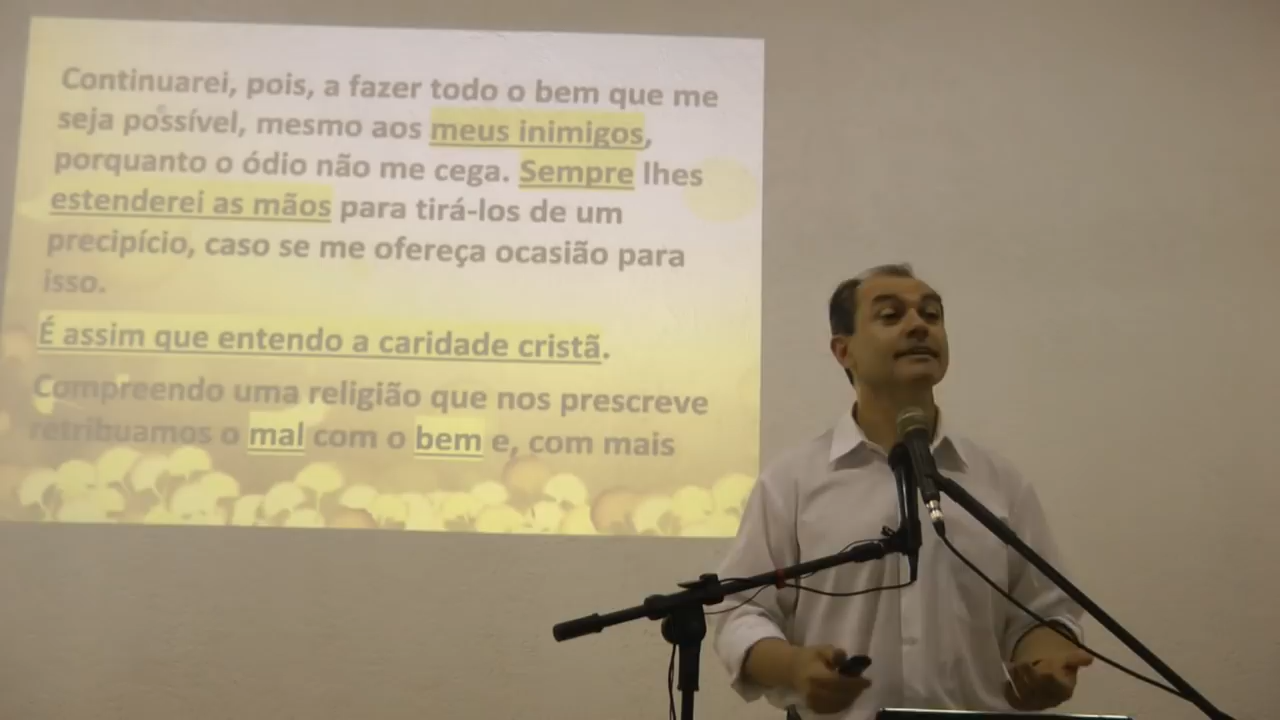 Continuarei, pois, a fazer todo o bem que me
seja possível, mesmo aos meus inimigos,
porquanto o ódio não me cega. Sempre lhes
estenderei as mãos para tirá-los de um
precipício, caso se me ofereça ocasião para
isso.
É assim que entendo a caridade cristã.
Compreendo uma religião que nos prescreve
retribuamos o mal com o bem e, com mais